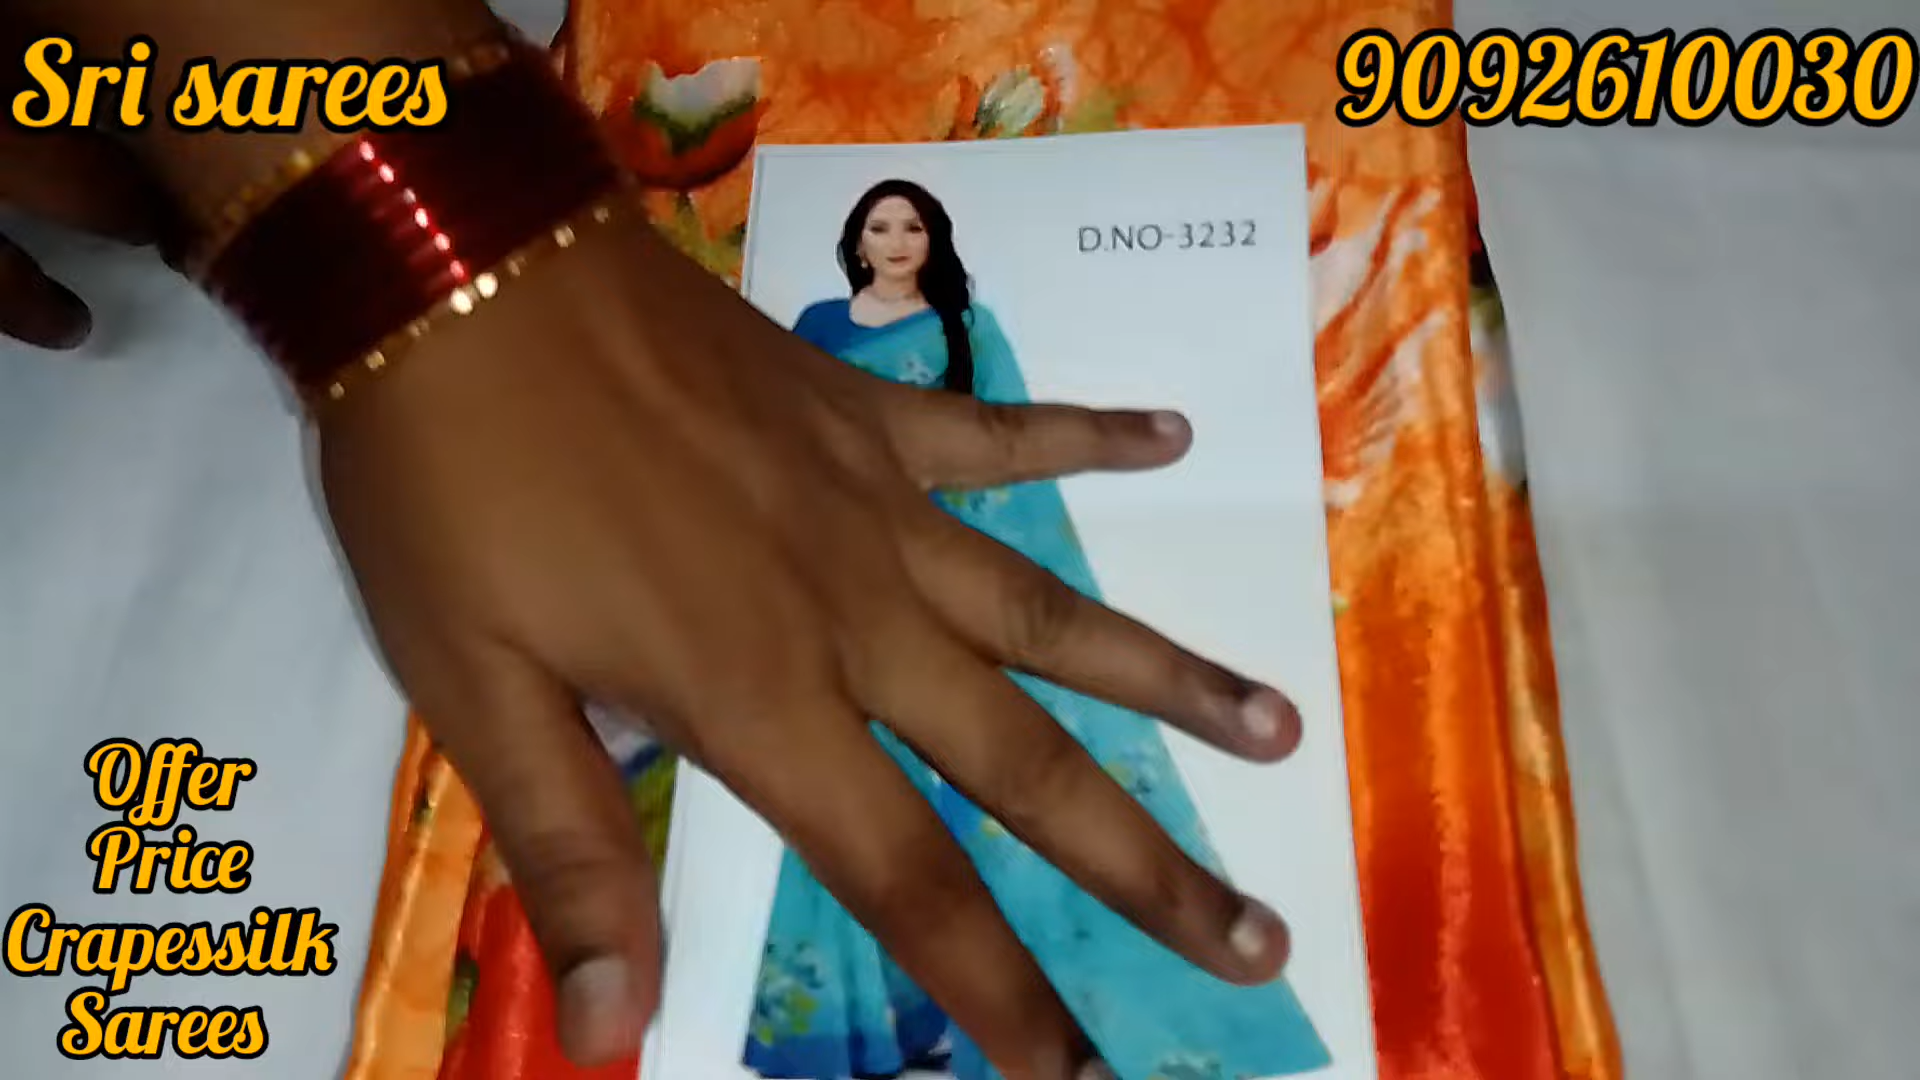 Sri sarees
9092610030
D.NO-3232
Offer
Price
Crapessilk
Sarees